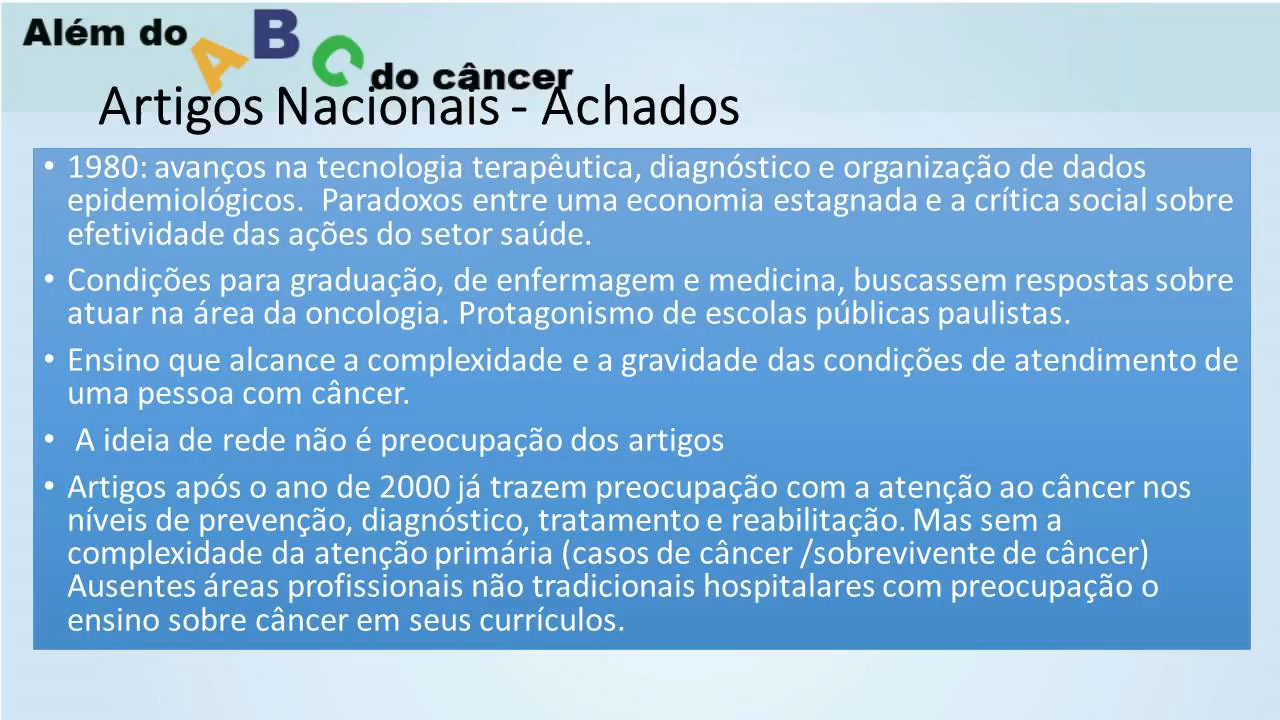 Além do ABC do câncer
Artigos Nacionais - Achados
• 1980: avanços na tecnologia terapêutica, diagnóstico e organização de dados
epidemiológicos.  Paradoxos entre uma economia estagnada e a crítica social sobre
efetividade das ações do setor saúde.
• Condições para graduação, de enfermagem e medicina, buscassem respostas sobre
atuar na área da oncologia. Protagonismo de escolas públicas paulistas.
• Ensino que alcance a complexidade e a gravidade das condições de atendimento de
uma pessoa com câncer.
• A ideia de rede não é preocupação dos artigos
• Artigos após o ano de 2000 já trazem preocupação com a atenção ao câncer nos
níveis de prevenção, diagnóstico, tratamento e reabilitação. Mas sem a
complexidade da atenção primária (casos de câncer /sobrevivente de câncer)
Ausentes áreas profissionais não tradicionais hospitalares com preocupação o
ensino sobre câncer em seus currículos.